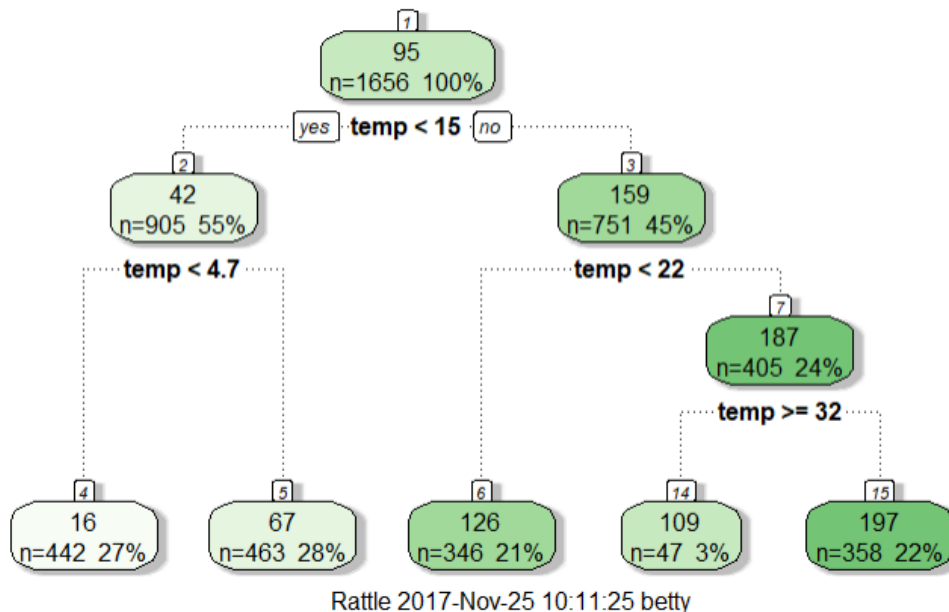 1
95
n=1656 100%
yes temp < 15 no
2
42
n=905 55%
3
159
n=751 45%
temp < 4.7
temp < 22
7
187
n=405 24%
temp >= 32
4
16
n=442 27%
5
67
n=463 28%
6
126
n=346 21%
14
109
n=47 3%
15
197
n=358 22%
Rattle 2017-Nov-25 10:11:25 betty